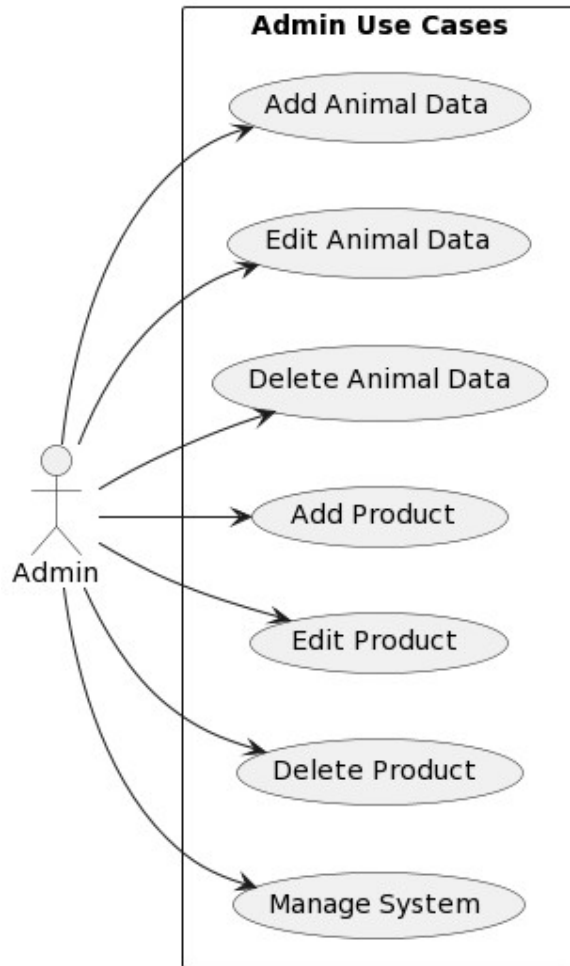 Admin Use Cases
Add Animal Data
Edit Animal Data
Delete Animal Data
Add Product
Admin
Edit Product
Delete Product
Manage System